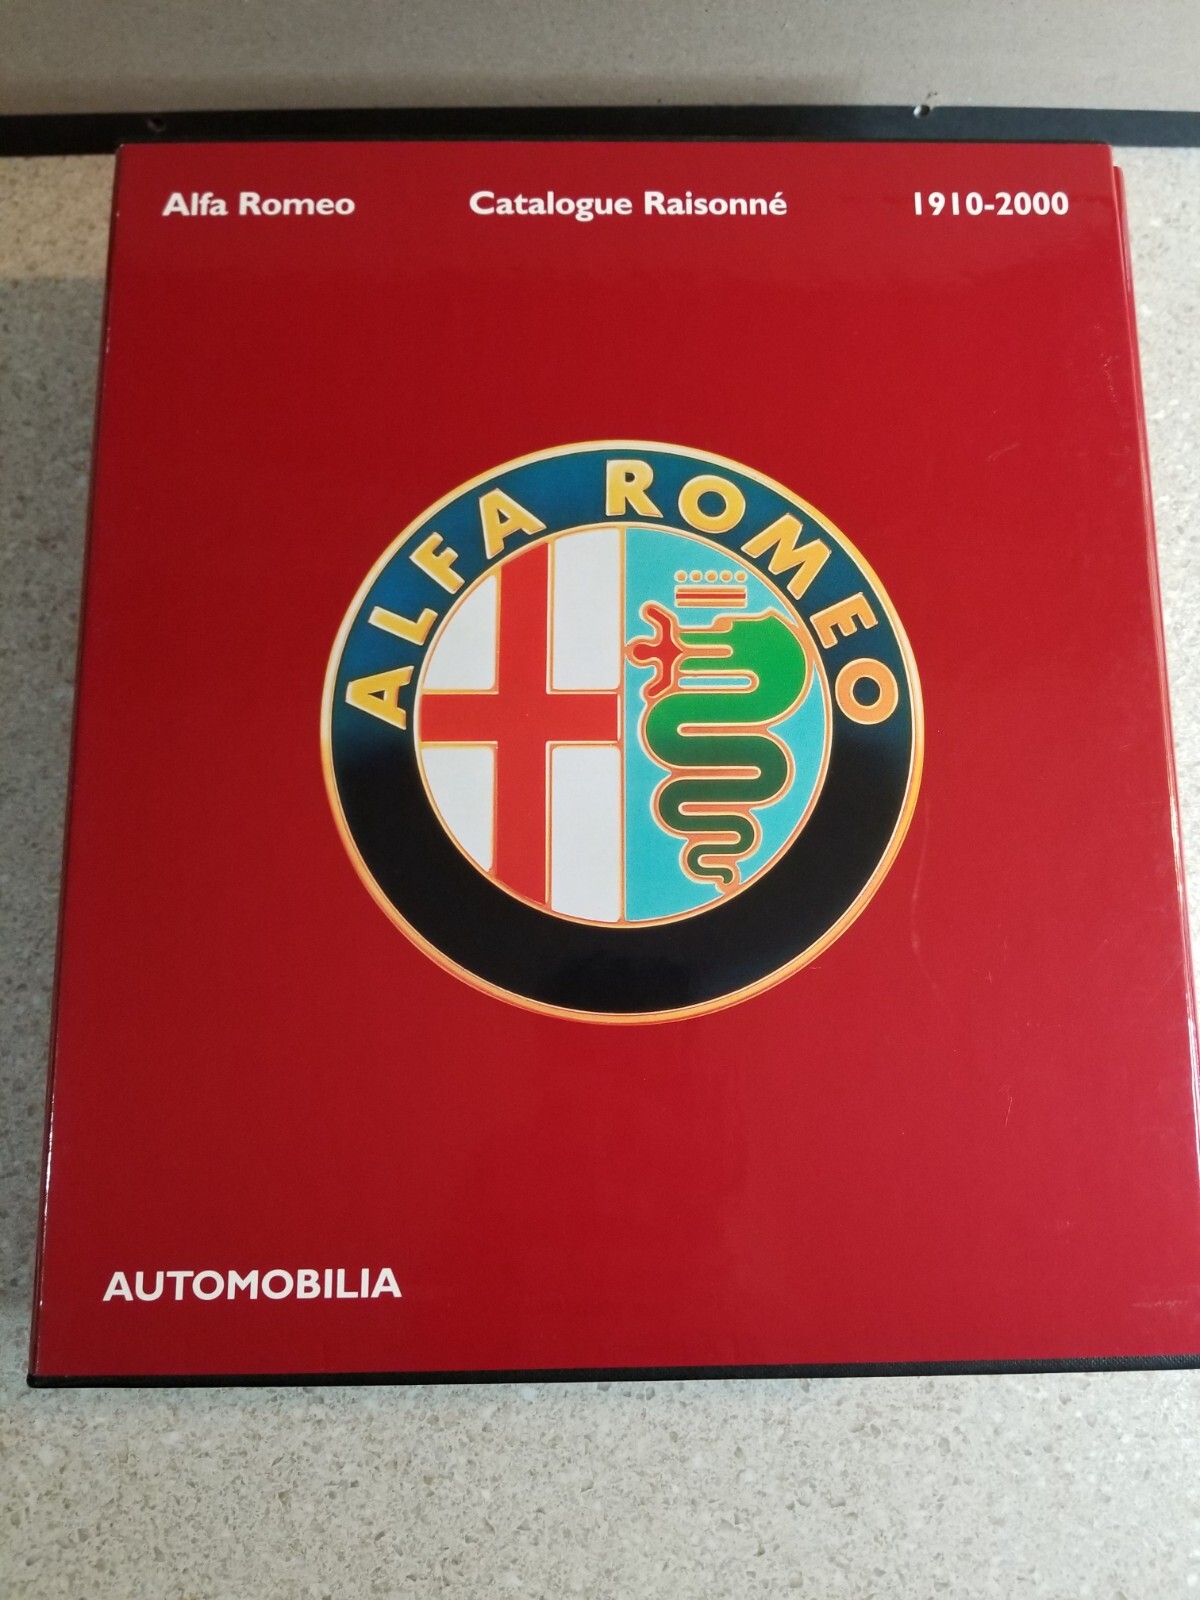 Alfa Romeo Catalogue Raisonné 1910-2000
ALFA ROMEO
AUTOMOBILIA